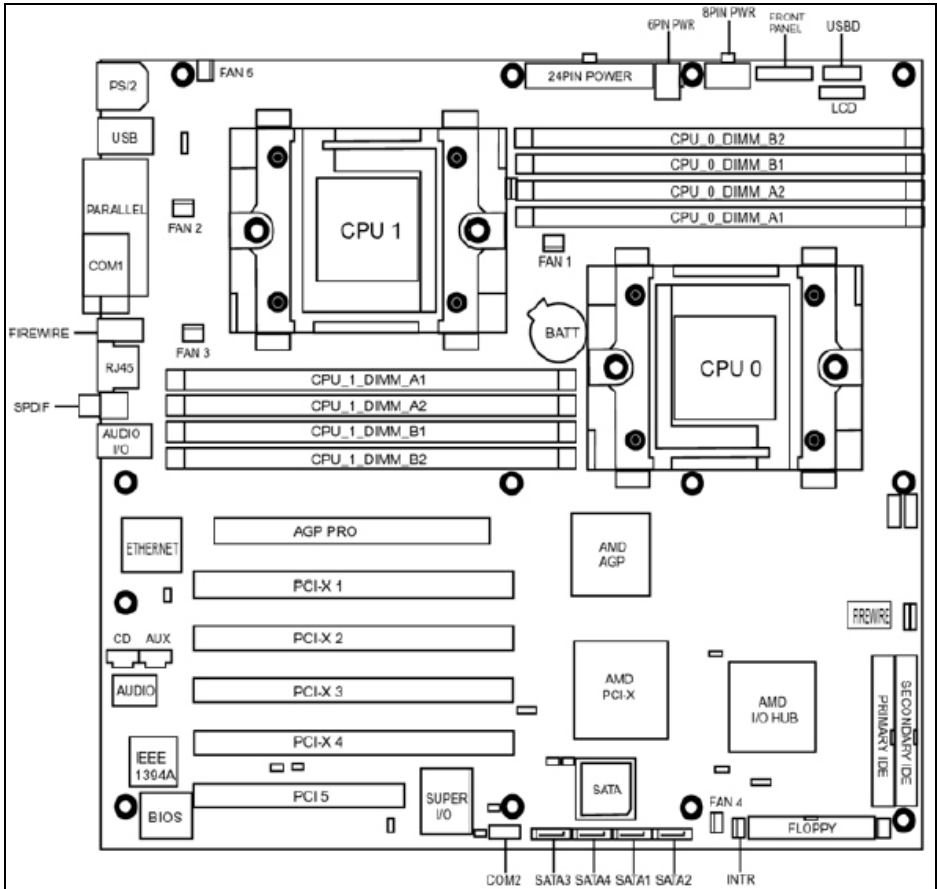 8PIN PWR
FRONT
PANEL
USBD
6PIN PWR
FAN 6
PS/2
24PIN POWER
LCD
USB
CPU_0_DIMM_B2
CPU_0_DIMM_B1
CPU_0_DIMM_A2
CPU_0_DIMM_A1
PARALLEL
FAN 2
CPU 1
COM1
FAN 1
FIREWIRE
FAN 3
BATT
RJ45
CPU 0
CPU_1_DIMM_A1
CPU_1_DIMM_A2
CPU_1_DIMM_B1
CPU_1_DIMM_B2
SPDIF
AUDIO
I/O
AGP PRO
ETHERNET
AMD
AGP
PCI-X 1
FIREWIRE
CD
AUX
PCI-X 2
AUDIO
PCI-X 3
AMD
PCI-X
AMD
I/O HUB
PRIMARY IDE
SECONDARY IDE
PCI-X 4
IEEE
1394A
PCI 5
SUPER
I/O
SATA
BIOS
FAN 4
FLOPPY
COM2
SATA3
SATA4
SATA1
SATA2
INTR